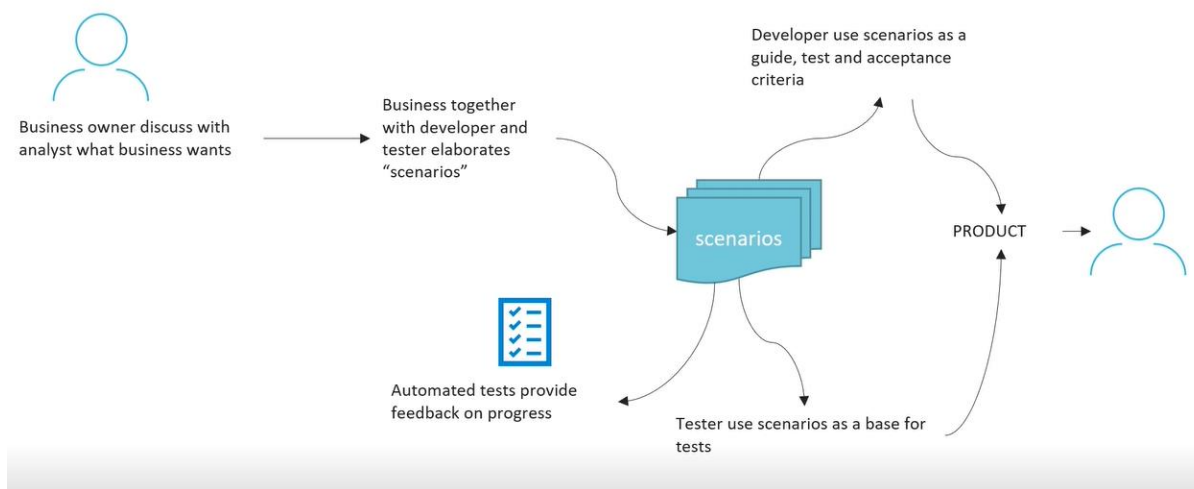 Business owner discuss with
analyst what business wants
Business together
with developer and
tester elaborates
“scenarios”
scenarios
Developer use scenarios as a
guide, test and acceptance
criteria
PRODUCT
Automated tests provide
feedback on progress
Tester use scenarios as a base for
tests